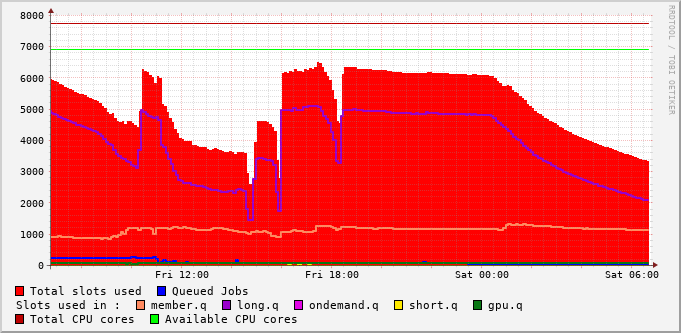 8000
7000
6000
5000
4000
3000
2000
1000
0
Fri 12:00 Fri 18:00 Sat 00:00 Sat 06:00
RRDTOOL / TOBI OETIKER
Total slots used Queued Jobs
Slots used in : member.q long.q ondemand.q short.q gpu.q
Total CPU cores Available CPU cores